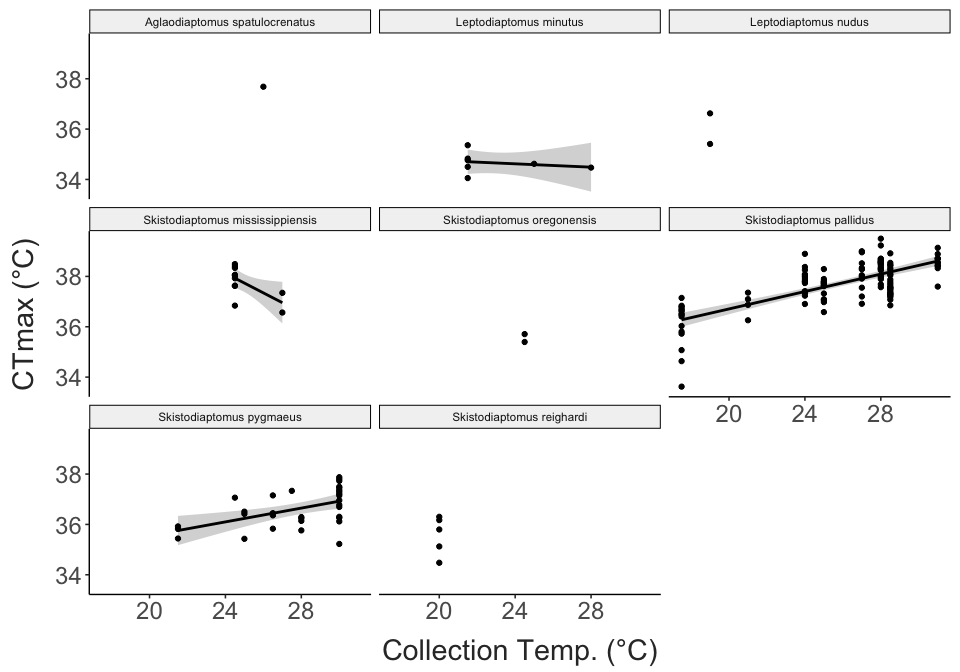 Aglaodiaptomus spatulocrenatus
Leptodiaptomus minutus
Leptodiaptomus nudus
38
36
34
Skistodiaptomus mississippiensis
Skistodiaptomus oregonensis
Skistodiaptomus pallidus
38
36
34
20 24 28
Skistodiaptomus pygmaeus
Skistodiaptomus reighardi
38
36
34
20 24 28
20 24 28
CTmax (°C)
Collection Temp. (°C)